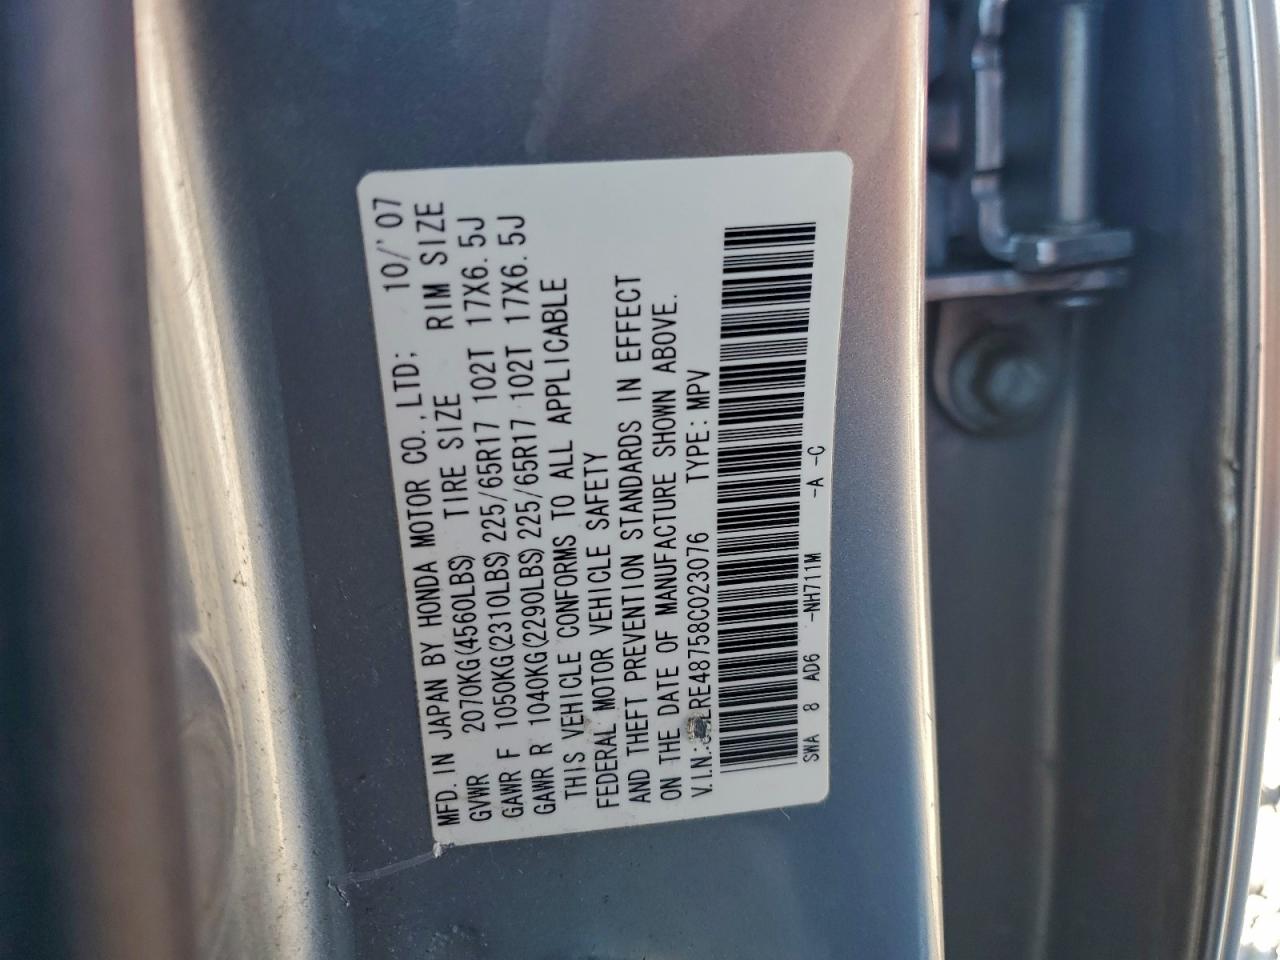 MFD. IN JAPAN BY HONDA MOTOR CO., LTD; 10/'07
GVWR 2070KG(4560LBS) TIRE SIZE RIM SIZE
GAWR F 1050KG(2310LBS) 225/65R17 102T 17X6.5J
GAWR R 1040KG(2290LBS) 225/65R17 102T 17X6.5J
THIS VEHICLE CONFORMS TO ALL APPLICABLE
FEDERAL MOTOR VEHICLE SAFETY
AND THEFT PREVENTION STANDARDS IN EFFECT
ON THE DATE OF MANUFACTURE SHOWN ABOVE.
V.I.N.: TYPE: MPV
SWA 8 AD6 -NH711M -A -C